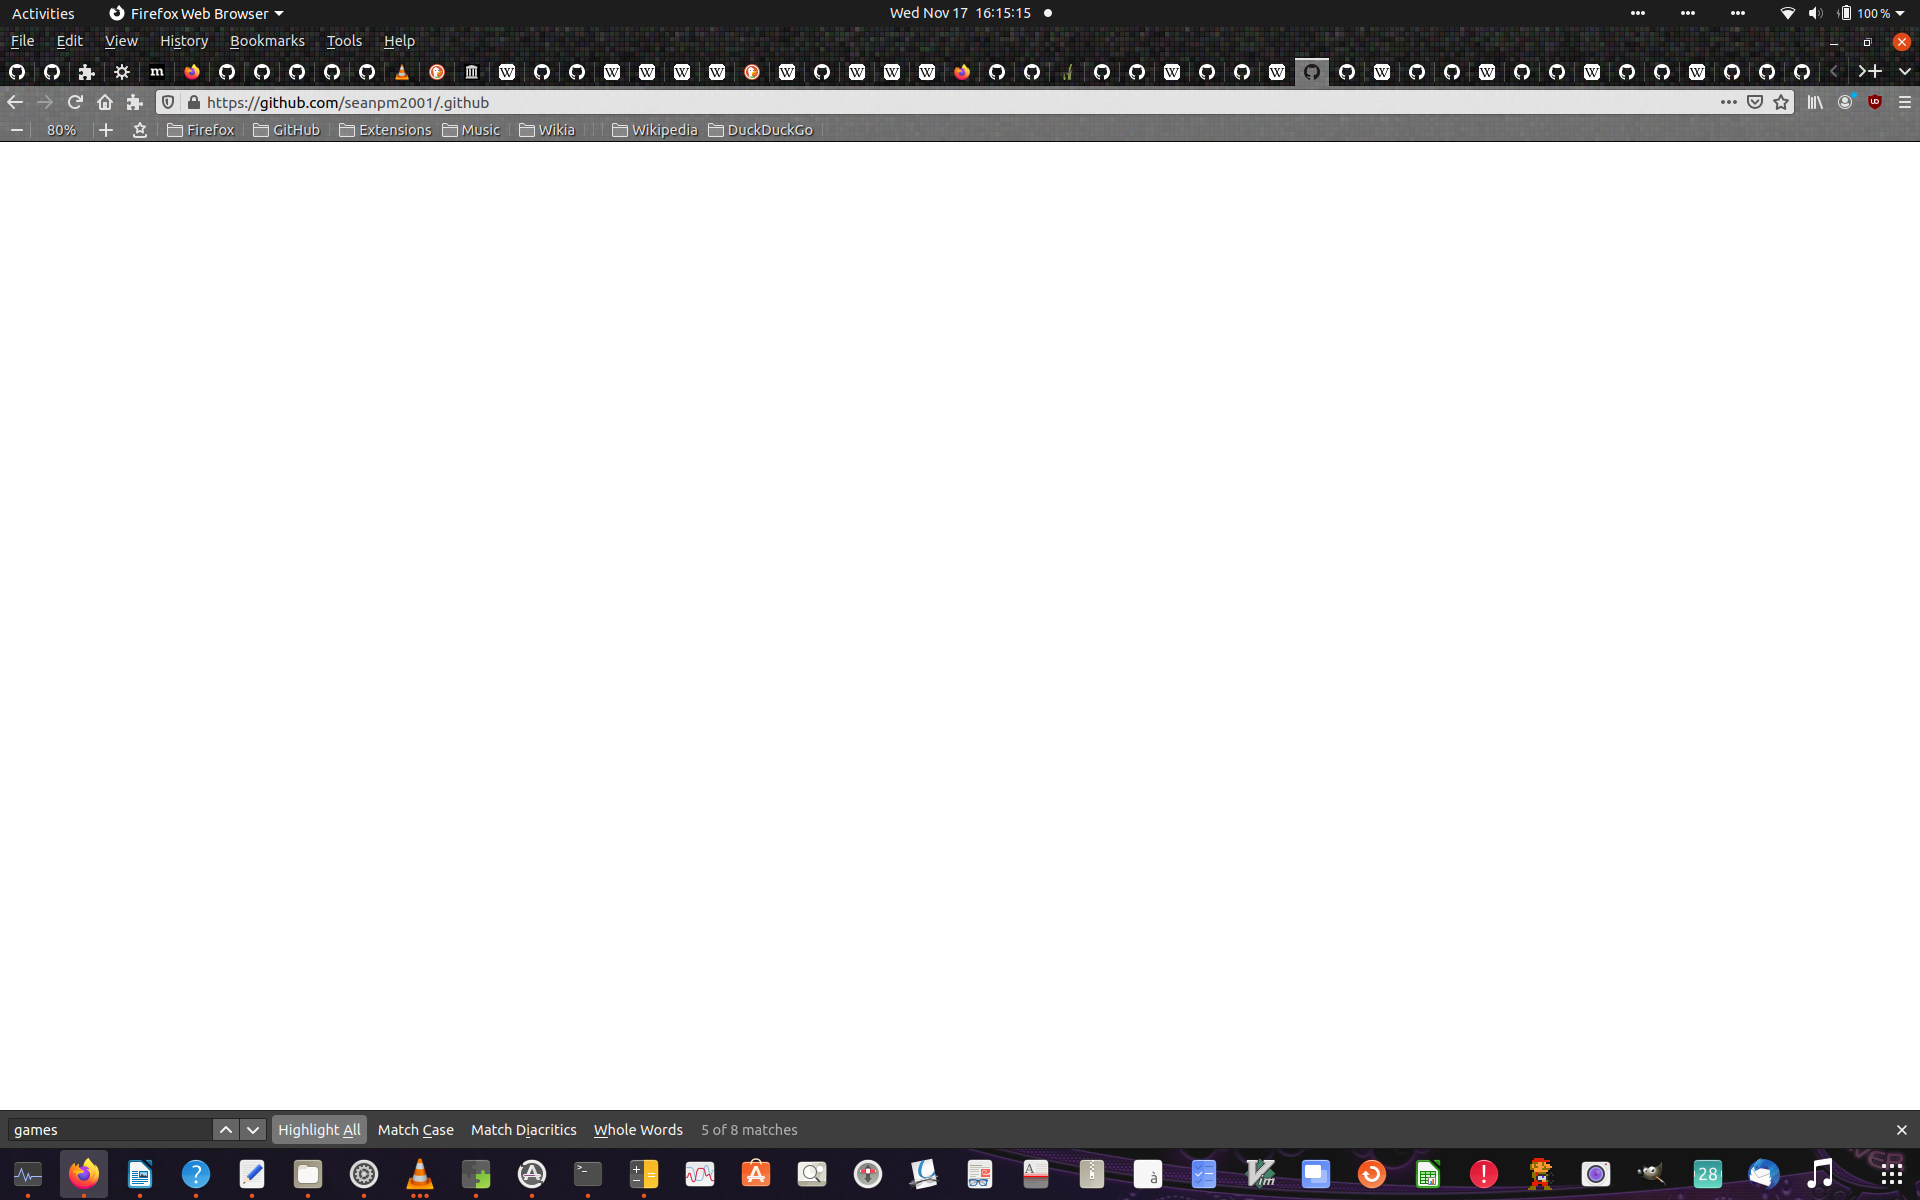 Activities Firefox Web Browser Wed Nov 17 16:15:15 100 %
File Edit View History Bookmarks Tools Help
https://github.com/seanpm2001/.github
80% Firefox GitHub Extensions Music Wikia Wikipedia DuckDuckGo
games Highlight All Match Case Match Diacritics Whole Words 5 of 8 matches
28